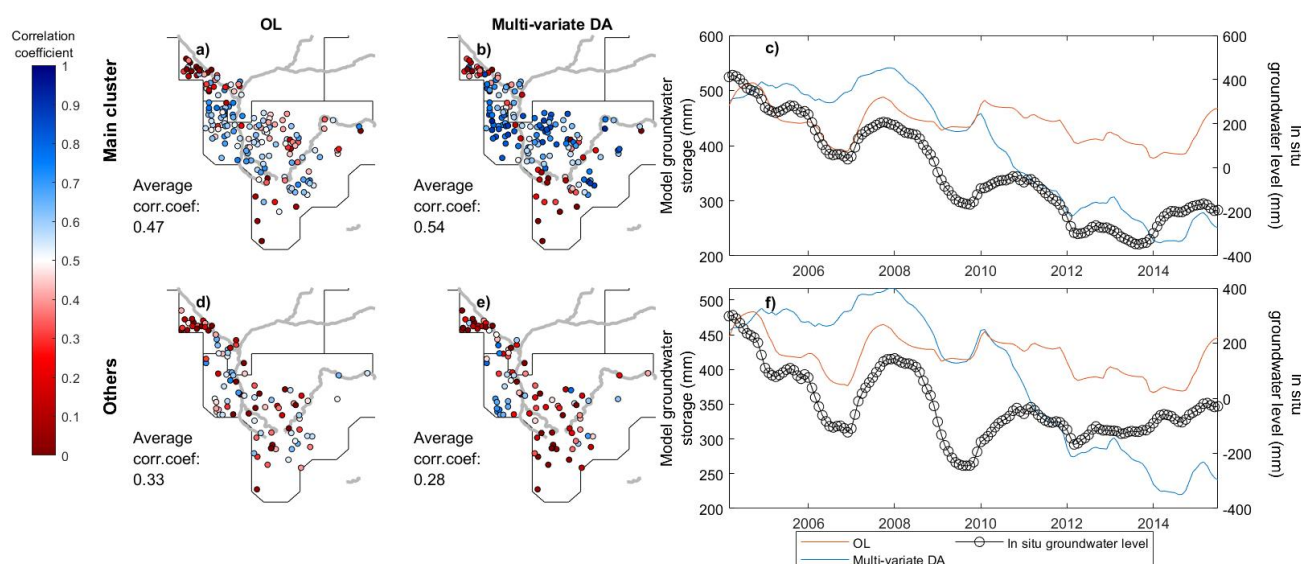 OL
Multi-variate DA
Correlation
coefficient
1
0.9
0.8
0.7
0.6
0.5
0.4
0.3
0.2
0.1
0
Main cluster
a)
Average
corr.coef:
0.47
b)
Average
corr.coef:
0.54
c)
Model groundwater
storage (mm)
600
500
400
300
200
2006
2008
2010
2012
2014
600
400
200
0
-200
-400
In situ
groundwater level (mm)
Others
d)
Average
corr.coef:
0.33
e)
Average
corr.coef:
0.28
f)
Model groundwater
storage (mm)
500
450
400
350
300
250
200
2006
2008
2010
2012
2014
400
200
0
-200
-400
In situ
groundwater level (mm)
OL
In situ groundwater level
Multi-variate DA